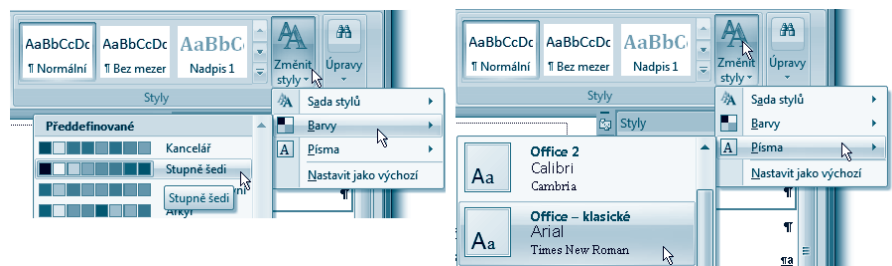 AaBbCcDc AaBbCcDc AaBbC
¶ Normální ¶ Bez mezer Nadpis 1
Změnit styly
Úpravy
Styly
Sada stylů
Barvy
Písma
Nastavit jako výchozí
Předdefinované
Kancelář
Stupně šedi
Stupně šedi
¶
AaBbCcDc AaBbCcDc AaBbC
¶ Normální ¶ Bez mezer Nadpis 1
Změnit styly
Úpravy
Styly
Styly
Sada stylů
Barvy
Písma
Nastavit jako výchozí
Aa
Office 2
Calibri
Cambria
Aa
Office – klasické
Arial
Times New Roman
¶
¶
¶a